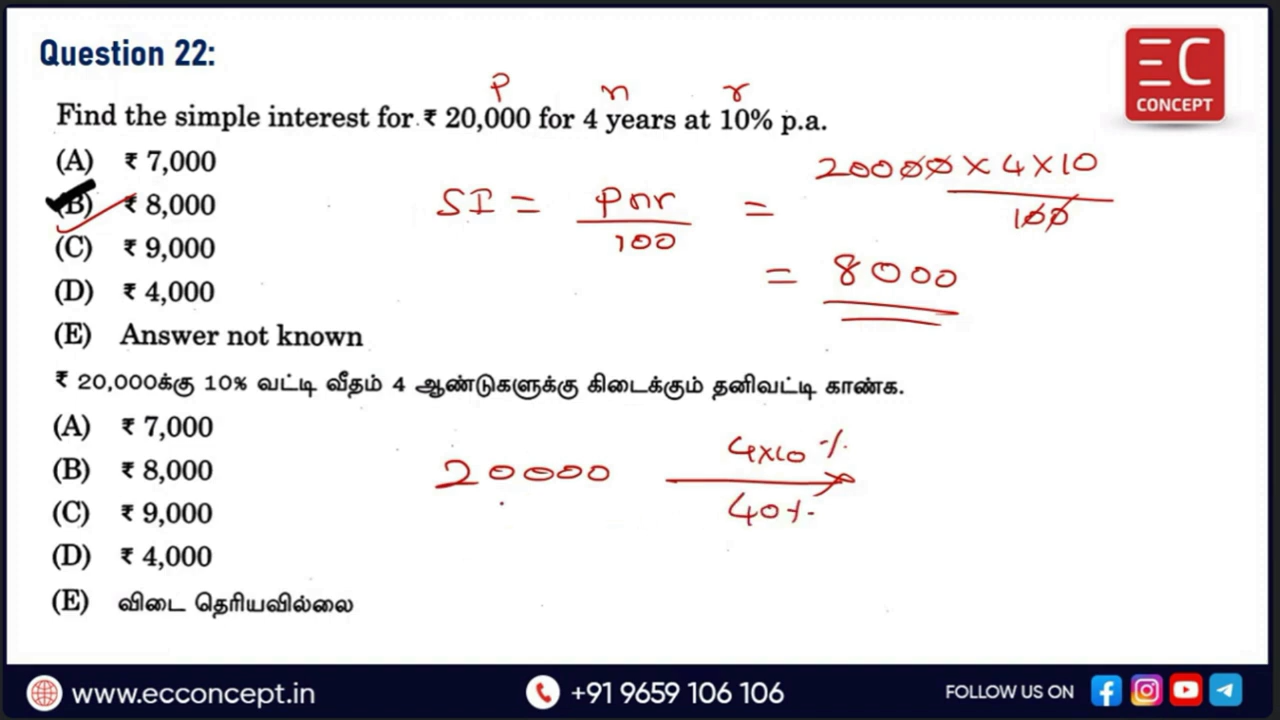 Question 22:
EC
CONCEPT
p n r
Find the simple interest for ₹ 20,000 for 4 years at 10% p.a.
(A) ₹ 7,000
(B) ₹ 8,000
(C) ₹ 9,000
(D) ₹ 4,000
(E) Answer not known
SI = pnr/100 = 20000 × 4 × 10/100
= 8000
₹ 20,000க்கு 10% வட்டி வீதம் 4 ஆண்டுகளுக்கு கிடைக்கும் தனிவட்டி காண்க.
(A) ₹ 7,000
(B) ₹ 8,000
(C) ₹ 9,000
(D) ₹ 4,000
(E) விடை தெரியவில்லை
20000 4×10 %
40%
www.ecconcept.in +91 9659 106 106 FOLLOW US ON